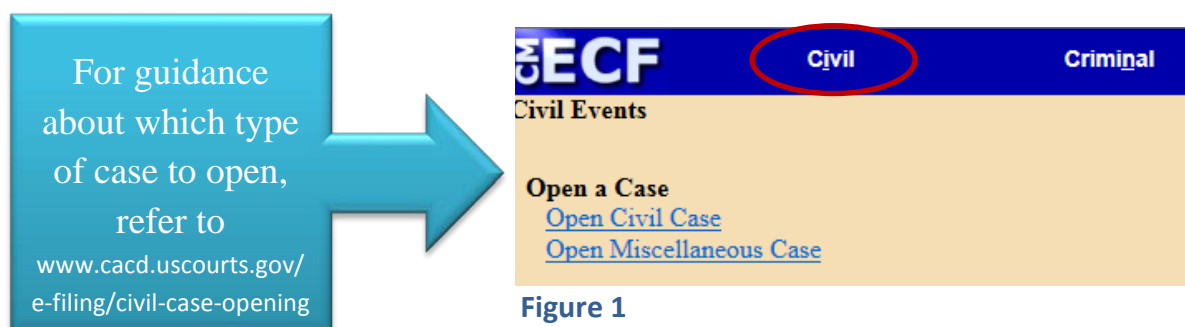 For guidance
about which type
of case to open,
refer to
www.cacd.uscourts.gov/
e-filing/civil-case-opening
CM ECF
Civil
Criminal
Civil Events
Open a Case
Open Civil Case
Open Miscellaneous Case
Figure 1